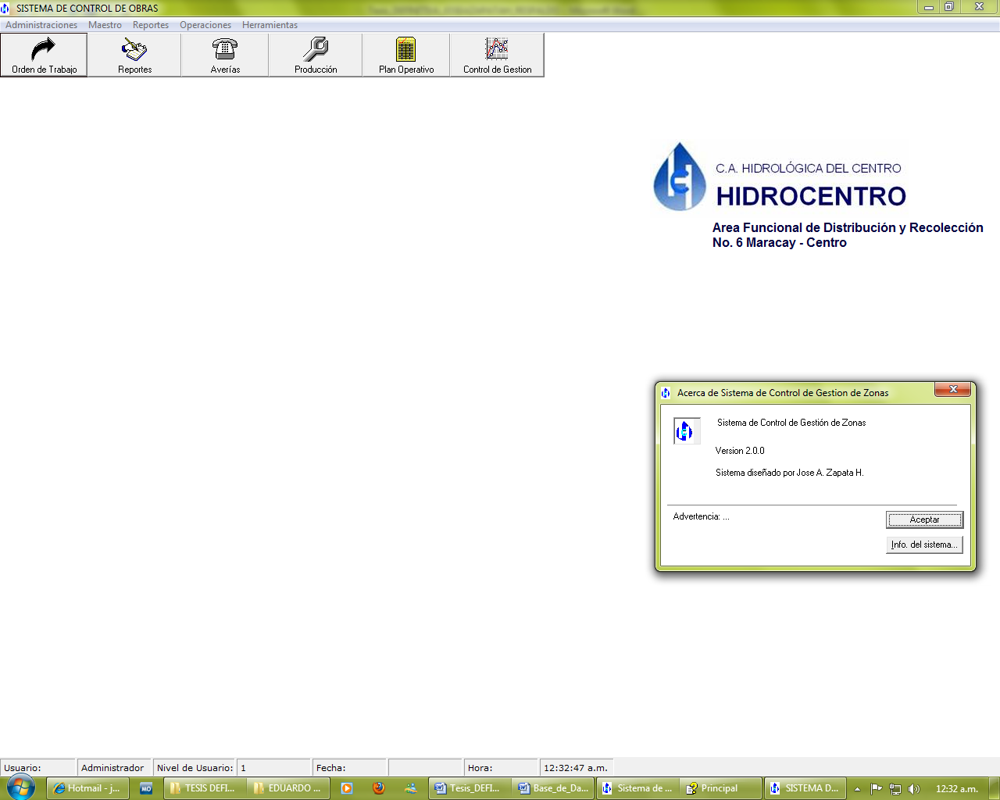 SISTEMA DE CONTROL DE OBRAS
Administraciones Maestro Reportes Operaciones Herramientas
Orden de Trabajo Reportes Averías Producción Plan Operativo Control de Gestion
C.A. HIDROLÓGICA DEL CENTRO
HIDROCENTRO
Area Funcional de Distribución y Recolección
No. 6 Maracay - Centro
Acerca de Sistema de Control de Gestion de Zonas
Sistema de Control de Gestión de Zonas
Version 2.0.0
Sistema diseñado por Jose A. Zapata H.
Advertencia: ...
Aceptar
Info. del sistema...
Usuario: Administrador Nivel de Usuario: 1 Fecha: Hora: 12:32:47 a.m.
Hotmail - j... MO TESIS DEFI... EDUARDO ... Tesis_DEFI... Base_de_Da... Sistema de ... Principal SISTEMA D... 12:32 a.m.